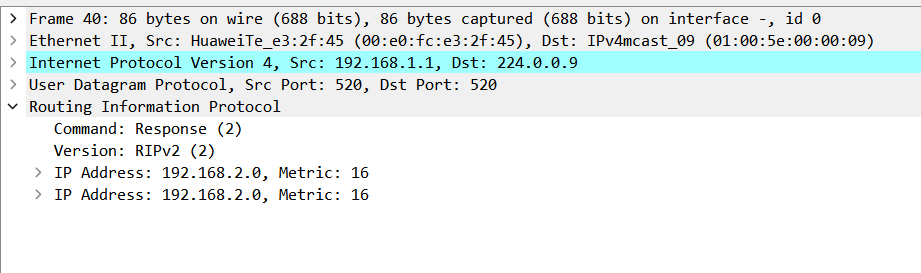 Frame 40: 86 bytes on wire (688 bits), 86 bytes captured (688 bits) on interface -, id 0
Ethernet II, Src: HuaweiTe_e3:2f:45 (00:e0:fc:e3:2f:45), Dst: IPv4mcast_09 (01:00:5e:00:00:09)
Internet Protocol Version 4, Src: 192.168.1.1, Dst: 224.0.0.9
User Datagram Protocol, Src Port: 520, Dst Port: 520
Routing Information Protocol
Command: Response (2)
Version: RIPv2 (2)
IP Address: 192.168.2.0, Metric: 16
IP Address: 192.168.2.0, Metric: 16